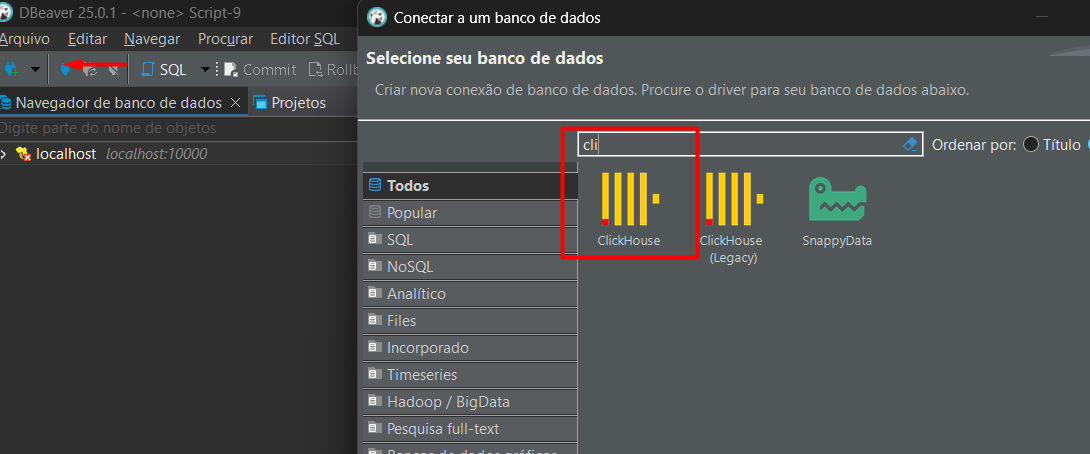 DBeaver 25.0.1 - <none> Script-9
Arquivo Editar Navegar Procurar Editor SQL
SQL Commit Rollb
Navegador de banco de dados Projetos
Digite parte do nome de objetos
localhost localhost:10000
Conectar a um banco de dados
Selecione seu banco de dados
Criar nova conexão de banco de dados. Procure o driver para seu banco de dados abaixo.
cli
Ordenar por: Título
Todos
Popular
SQL
NoSQL
Analítico
Files
Incorporado
Timeseries
Hadoop / BigData
Pesquisa full-text
Bancos de dados gráficos
ClickHouse
ClickHouse
(Legacy)
SnappyData